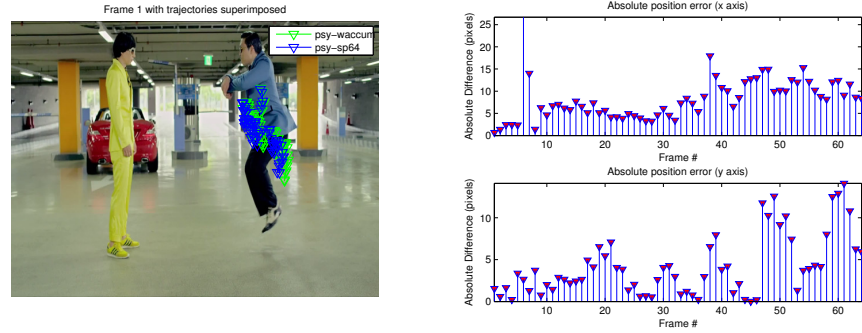 Frame 1 with trajectories superimposed
psy-waccum
psy-sp64
Absolute position error (x axis)
Absolute Difference (pixels)
25
20
15
10
5
0
10 20 30 40 50 60
Frame #
Absolute position error (y axis)
Absolute Difference (pixels)
10
5
0
10 20 30 40 50 60
Frame #